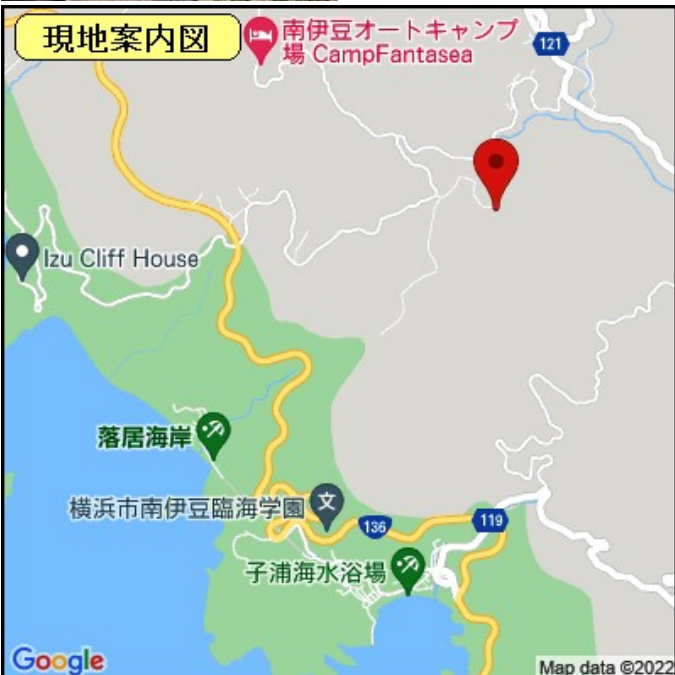 現地案内図
南伊豆オートキャンプ
場 CampFantasea
121
Izu Cliff House
落居海岸
横浜市南伊豆臨海学園
文
136
119
子浦海水浴場
Google
Map data ©2022